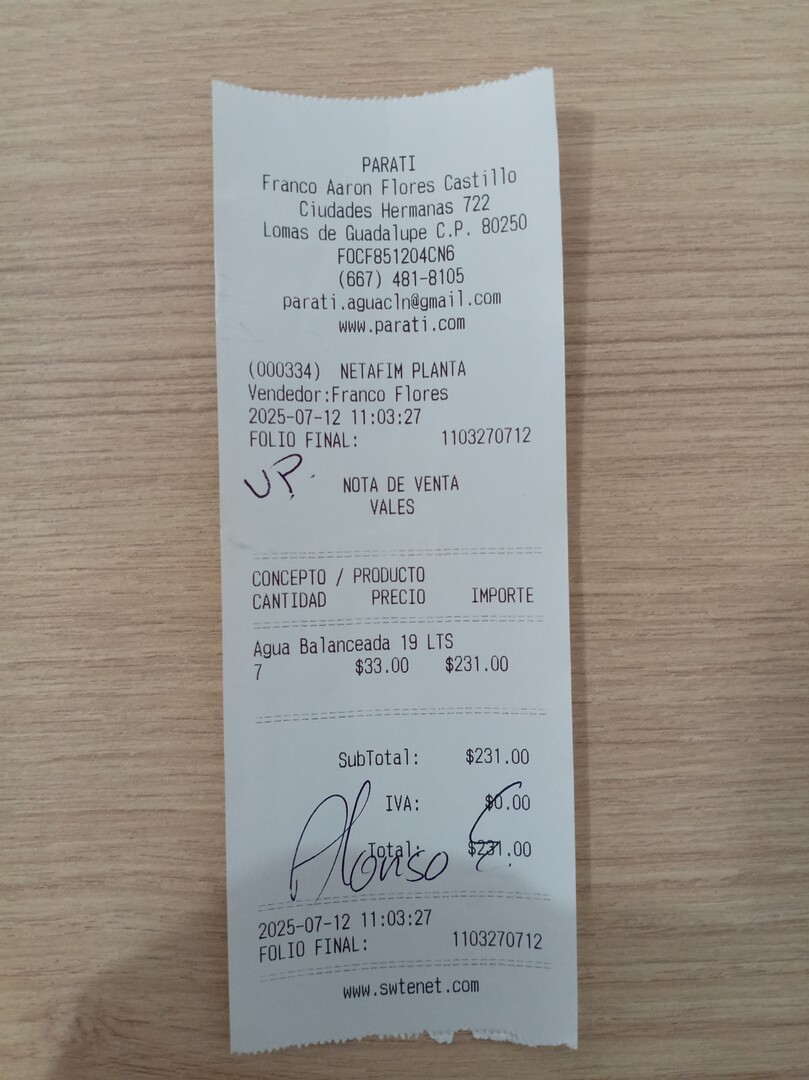 PARATI
Franco Aaron Flores Castillo
Ciudades Hermanas 722
Lomas de Guadalupe C.P. 80250
FOCF851204CN6
(667) 481-8105
parati.aguacln@gmail.com
www.parati.com
(000334) NETAFIM PLANTA
Vendedor:Franco Flores
2025-07-12 11:03:27
FOLIO FINAL: 1103270712
NOTA DE VENTA
VALES
CONCEPTO / PRODUCTO
CANTIDAD PRECIO IMPORTE
Agua Balanceada 19 LTS
7 $33.00 $231.00
SubTotal: $231.00
IVA: $0.00
Total: $231.00
Alonso
2025-07-12 11:03:27
FOLIO FINAL: 1103270712
www.swtenet.com